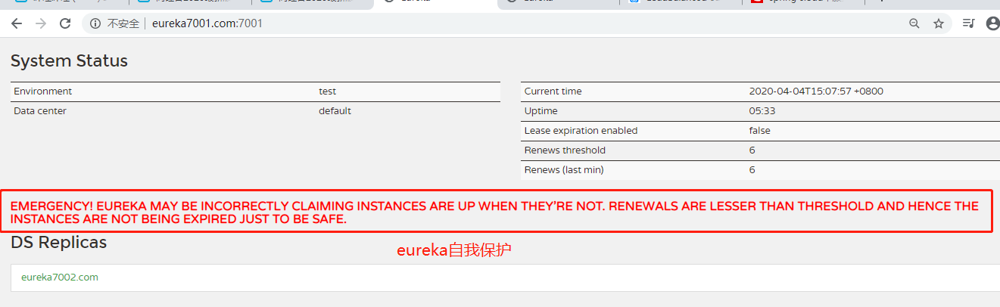 eureka
不安全 eureka7001.com:7001
System Status
Environment test
Data center default
Current time 2020-04-04T15:07:57 +0800
Uptime 05:33
Lease expiration enabled false
Renews threshold 6
Renews (last min) 6
EMERGENCY! EUREKA MAY BE INCORRECTLY CLAIMING INSTANCES ARE UP WHEN THEY'RE NOT. RENEWALS ARE LESSER THAN THRESHOLD AND HENCE THE
INSTANCES ARE NOT BEING EXPIRED JUST TO BE SAFE.
DS Replicas
eureka自我保护
eureka7002.com